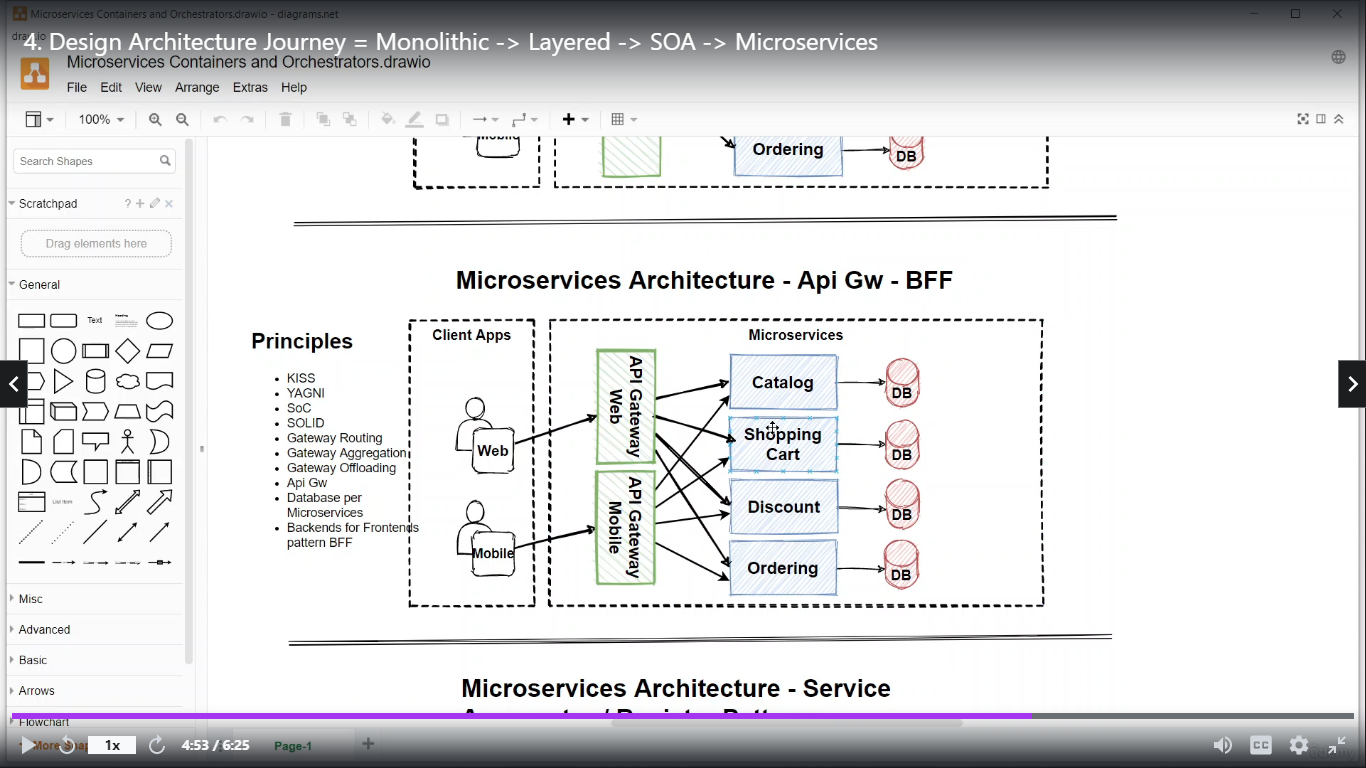 Microservices Containers and Orchestrators.drawio - diagrams.net
4. Design Architecture Journey = Monolithic -> Layered -> SOA -> Microservices
Microservices Containers and Orchestrators.drawio
File Edit View Arrange Extras Help
100%
Search Shapes
Scratchpad
?
Drag elements here
General
Text
Heading
List Item
Misc
Advanced
Basic
Arrows
Flowchart
Mobile
Ordering
DB
Microservices Architecture - Api Gw - BFF
Principles
KISS
YAGNI
SoC
SOLID
Gateway Routing
Gateway Aggregation
Gateway Offloading
Api Gw
Database per
Microservices
Backends for Frontends
pattern BFF
Client Apps
Web
Mobile
Microservices
API Gateway
Web
API Gateway
Mobile
Catalog
DB
Shopping
Cart
DB
Discount
DB
Ordering
DB
Microservices Architecture - Service
1x
4:53 / 6:25
Page-1
CC